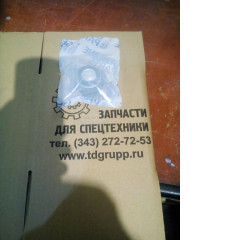 ЗАПЧАСТИ
ДЛЯ СПЕЦТЕХНИКИ
тел. (343) 272-72-53
www.tdgrupp.ru